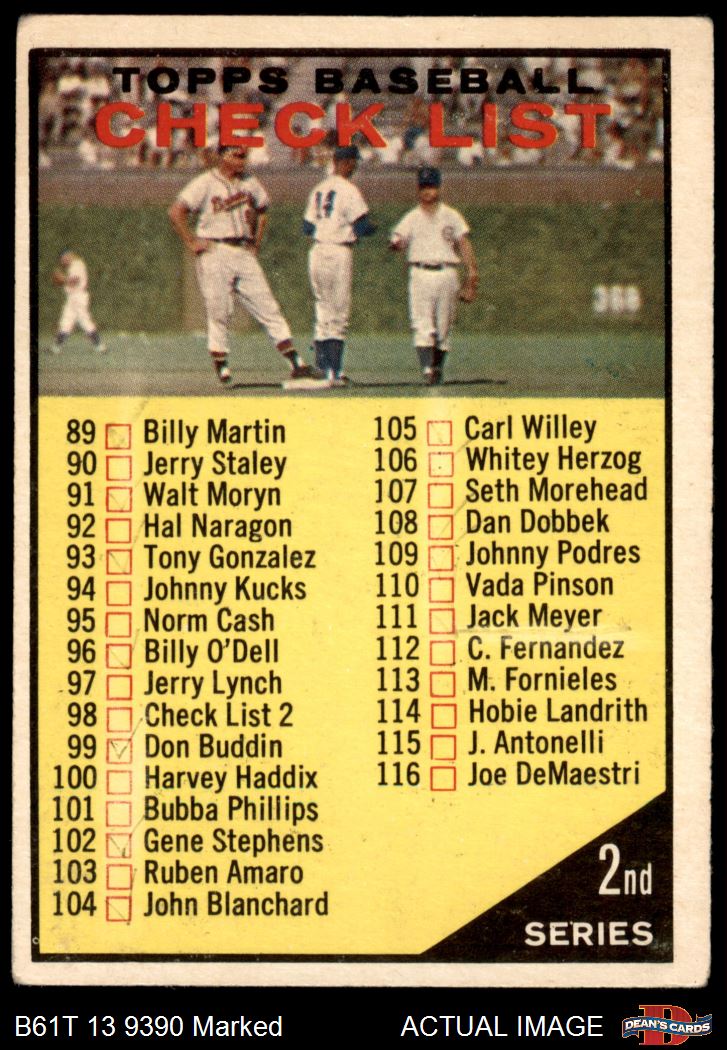 TOPPS BASEBALL
CHECK LIST
Braves
14
368
89 Billy Martin
90 Jerry Staley
91 Walt Moryn
92 Hal Naragon
93 Tony Gonzalez
94 Johnny Kucks
95 Norm Cash
96 Billy O'Dell
97 Jerry Lynch
98 Check List 2
99 Don Buddin
100 Harvey Haddix
101 Bubba Phillips
102 Gene Stephens
103 Ruben Amaro
104 John Blanchard
105 Carl Willey
106 Whitey Herzog
107 Seth Morehead
108 Dan Dobbek
109 Johnny Podres
110 Vada Pinson
111 Jack Meyer
112 C. Fernandez
113 M. Fornieles
114 Hobie Landrith
115 J. Antonelli
116 Joe DeMaestri
2nd
SERIES
B61T 13 9390 Marked
ACTUAL IMAGE
D
DEAN'S CARDS